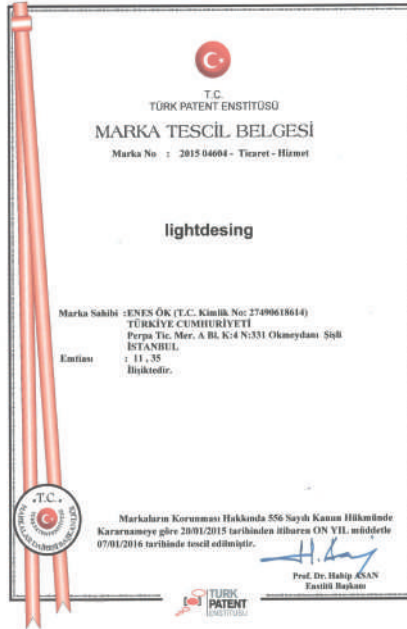 T.C.
TÜRK PATENT ENSTİTÜSÜ
MARKA TESCİL BELGESİ
Marka No : 2015 04604 - Ticaret - Hizmet
lightdesing
Marka Sahibi :ENES ÖK (T.C. Kimlik No: 27490618614)
TÜRKİYE CUMHURİYETİ
Perpa Tic. Mer. A Bl. K:4 N:331 Okmeydanı Şişli
İSTANBUL
Emtiası : 11 , 35
İlişiktedir.
.T.C.
Markaların Korunması Hakkında 556 Sayılı Kanun Hükmünde
Kararnameye göre 20/01/2015 tarihinden itibaren ON YIL müddetle
07/01/2016 tarihinde tescil edilmiştir.
Prof. Dr. Habip ASAN
Enstitü Başkanı
TÜRK
PATENT
ENSTİTÜSÜ